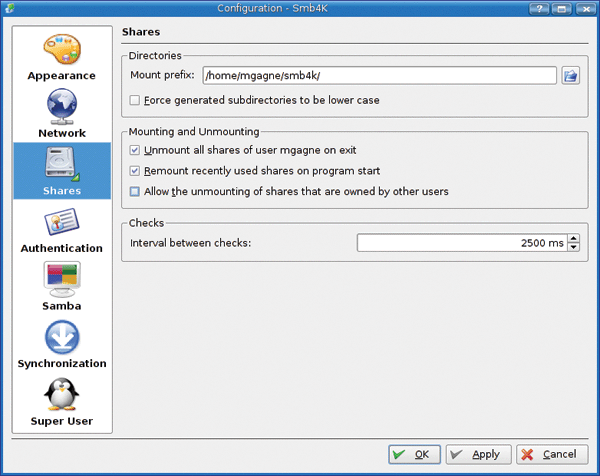 Configuration - Smb4K
Appearance
Network
Shares
Authentication
Samba
Synchronization
Super User
Shares
Directories
Mount prefix: /home/mgagne/smb4k/
Force generated subdirectories to be lower case
Mounting and Unmounting
Unmount all shares of user mgagne on exit
Remount recently used shares on program start
Allow the unmounting of shares that are owned by other users
Checks
Interval between checks: 2500 ms
OK Apply Cancel